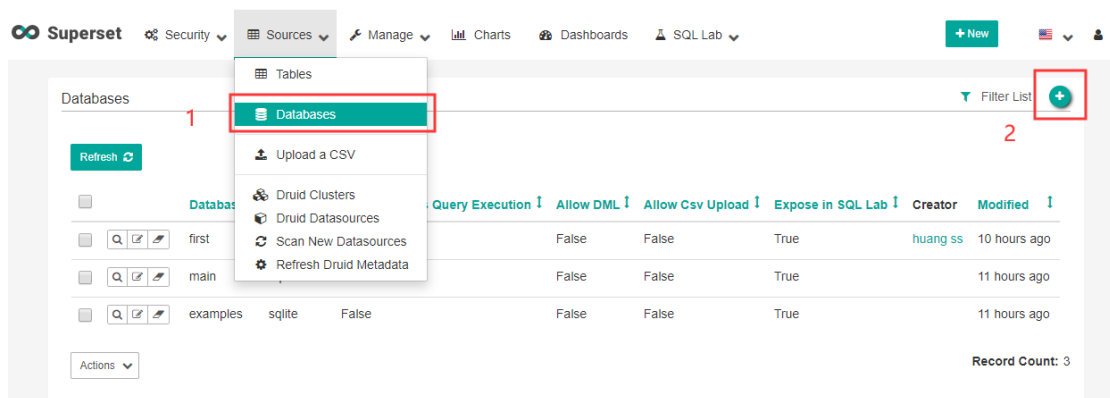 Superset Security Sources Manage Charts Dashboards SQL Lab + New
Tables
Databases Filter List +
1 Databases
2
Refresh Upload a CSV
Druid Clusters
Databas s Query Execution Allow DML Allow Csv Upload Expose in SQL Lab Creator Modified
Druid Datasources
first Scan New Datasources False False True huang ss 10 hours ago
Refresh Druid Metadata
main False False True 11 hours ago
examples sqlite False False False True 11 hours ago
Actions Record Count: 3